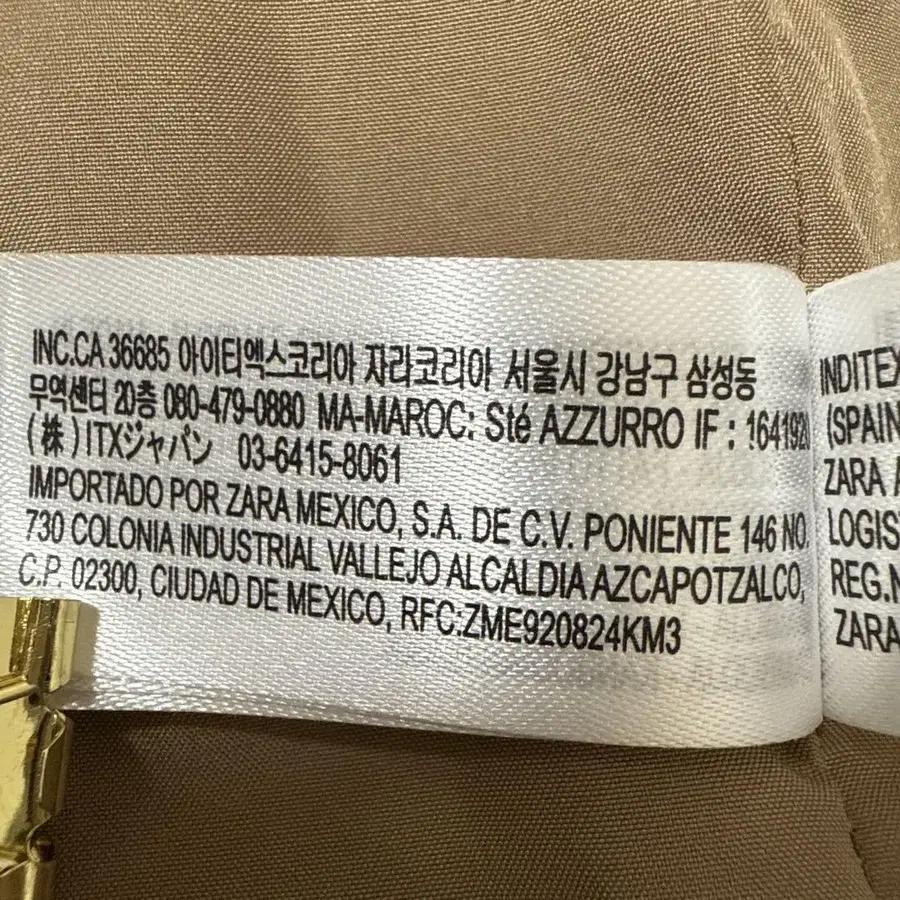 INC.CA 36685 아이티엑스코리아 자라코리아 서울시 강남구 삼성동
무역센터 20층 080-479-0880 MA-MAROC: Sté AZZURRO IF : 1641920
(株)ITXジャパン 03-6415-8061
IMPORTADO POR ZARA MEXICO, S.A. DE C.V. PONIENTE 146 NO.
730 COLONIA INDUSTRIAL VALLEJO ALCALDIA AZCAPOTZALCO,
C.P. 02300, CIUDAD DE MEXICO, RFC:ZME920824KM3
INDITEX
(SPAIN
ZARA
LOGIS
REG.N
ZARA